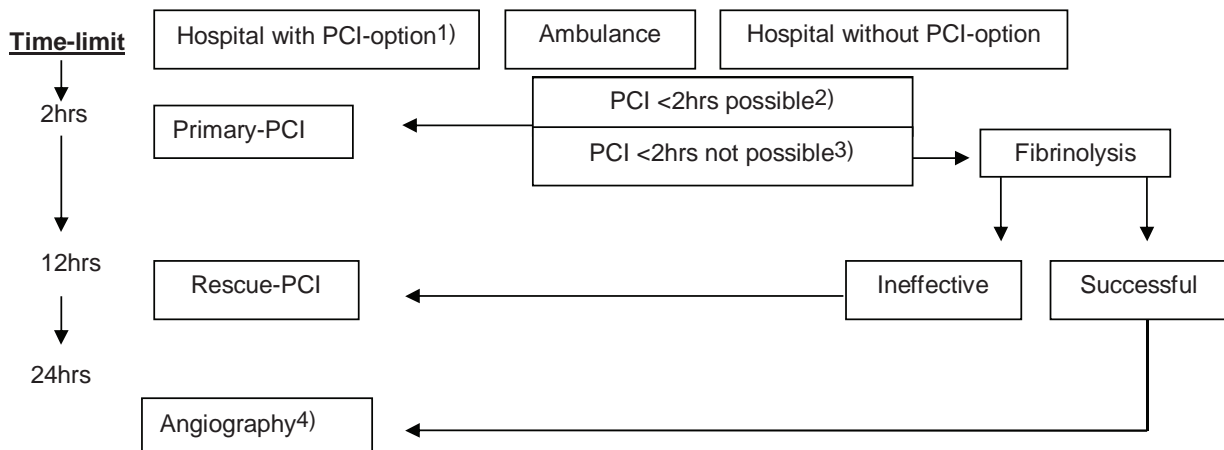 Time-limit
Hospital with PCI-option1)
Ambulance
Hospital without PCI-option
2hrs
Primary-PCI
PCI <2hrs possible2)
PCI <2hrs not possible3)
Fibrinolysis
12hrs
Rescue-PCI
Ineffective
Successful
24hrs
Angiography4)